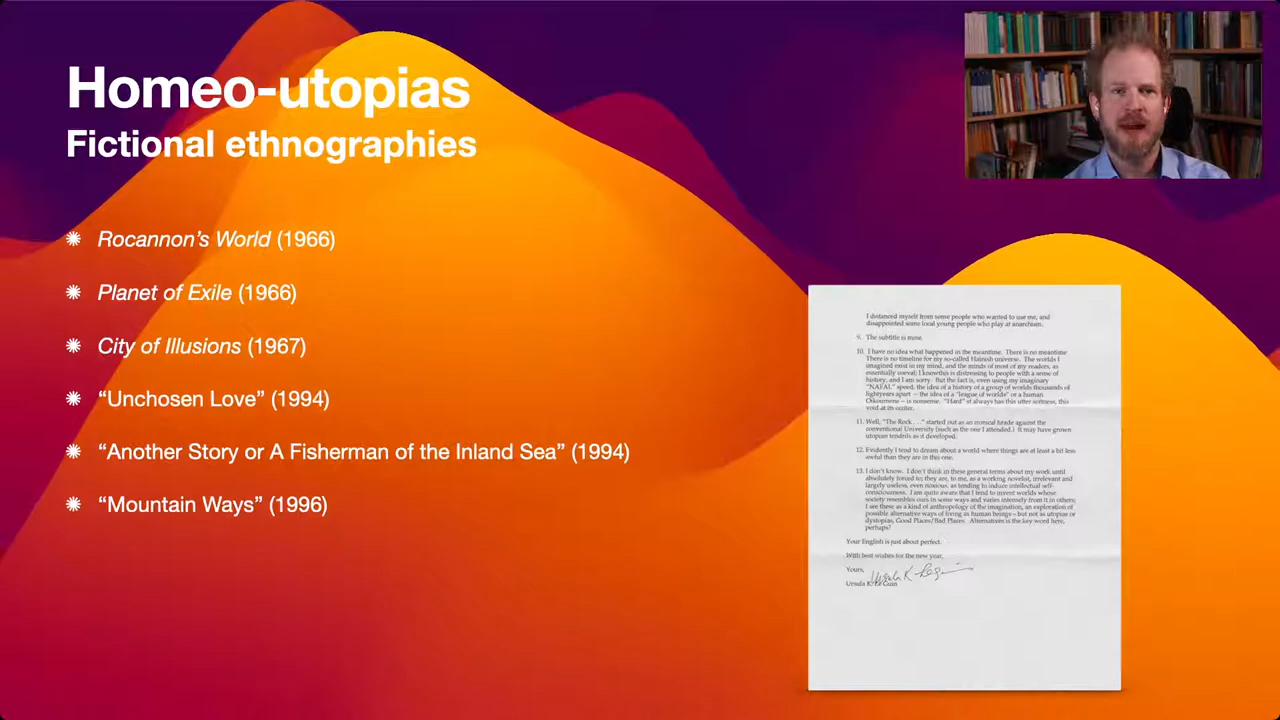 Homeo-utopias
Fictional ethnographies
✺ Rocannon’s World (1966)
✺ Planet of Exile (1966)
✺ City of Illusions (1967)
✺ “Unchosen Love” (1994)
✺ “Another Story or A Fisherman of the Inland Sea” (1994)
✺ “Mountain Ways” (1996)
I distanced myself from some people who wanted to use me, and
disappointed some local young people who play at anarchism.
9. The subtitle is mine.
10. I have no idea what happened in the meantime. There is no meantime
There is no timeline for my so-called Hainish universe. The worlds I
imagined exist in my mind, and the minds of most of my readers, as
essentially coeval; I know this is distressing to people with a sense of
history, and I am sorry. But the fact is, even using my imaginary
"NAFAL" speed, the idea of a history of a group of worlds thousands of
lightyears apart -- the idea of a "league of worlds" or a human
Oikoumene -- is nonsense. "Hard" sf always has this utter softness, this
void at its center.
11. Well, "The Rock . . ." started out as an ironical tirade against the
conventional University (such as the one I attended.) It may have grown
utopian tendrils as it developed.
12. Evidently I tend to dream about a world where things are at least a bit less
awful than they are in this one.
13. I don't know. I don't think in these general terms about my work until
absolutely forced to; they are, to me, as a working novelist, irrelevant and
largely useless, even noxious, as tending to induce intellectual self-
consciousness. I am quite aware that I tend to invent worlds whose
society resembles ours in some ways and varies intensely from it in others;
I see these as a kind of anthropology of the imagination, an exploration of
possible alternative ways of living as human beings -- but not as utopias or
dystopias, Good Places/Bad Places. Alternative is the key word here,
perhaps?
Your English is just about perfect.
With best wishes for the new year,
Yours,
Ursula K. Le Guin
Ursula K. Le Guin